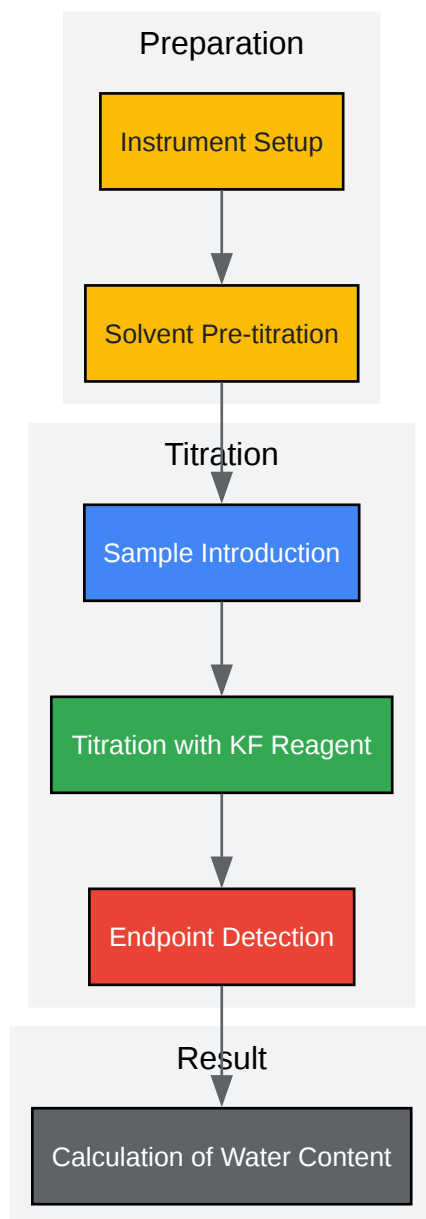 Preparation
Instrument Setup
Solvent Pre-titration
Titration
Sample Introduction
Titration with KF Reagent
Endpoint Detection
Result
Calculation of Water Content